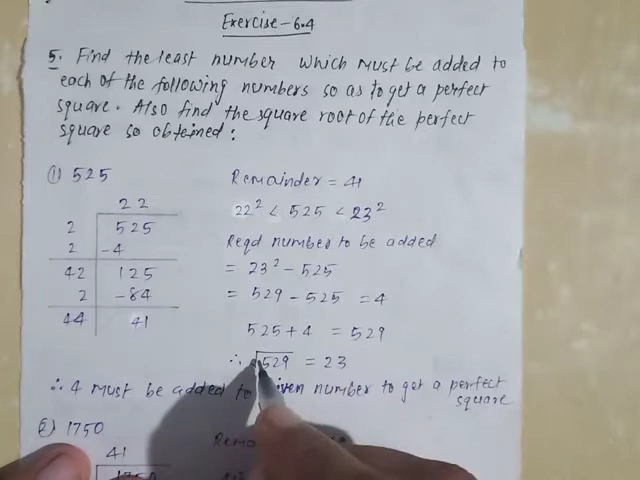 Exercise-6.4
5. Find the least number which must be added to
each of the following numbers so as to get a perfect
square. Also find the square root of the perfect
square so obtained:
① 525
Remainder = 41
22
22² < 525 < 23²
2 525
2 -4
Reqd number to be added
42 125
= 23² - 525
2 -84
= 529 - 525 = 4
44 41
525 + 4 = 529
∴ √529 = 23
∴ 4 must be added to given number to get a perfect
square
② 1750
41